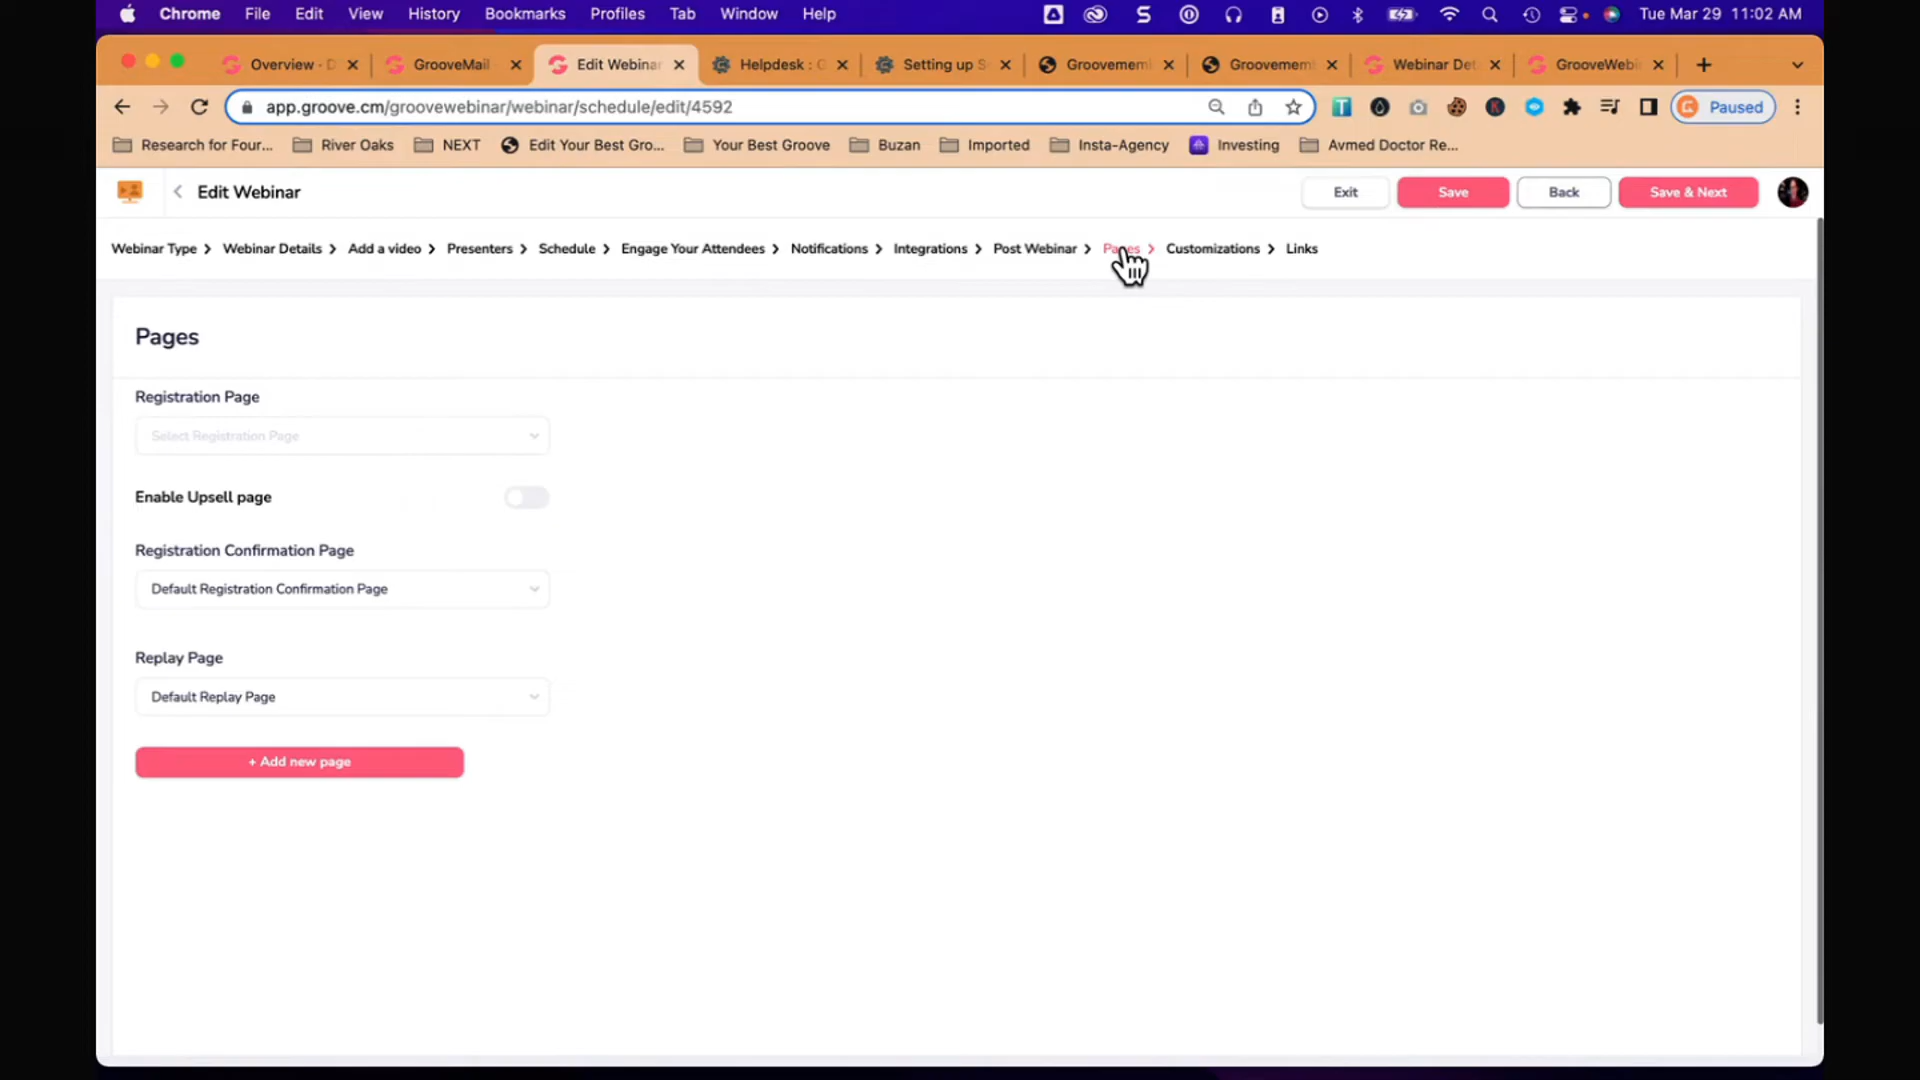 Chrome File Edit View History Bookmarks Profiles Tab Window Help Tue Mar 29 11:02 AM
Overview - D GrooveMail Edit Webinar Helpdesk : G Setting up S Groovemem Groovemem Webinar Det GrooveWebi
app.groove.cm/groovewebinar/webinar/schedule/edit/4592 Paused
Research for Four... River Oaks NEXT Edit Your Best Gro... Your Best Groove Buzan Imported Insta-Agency Investing Avmed Doctor Re...
Edit Webinar Exit Save Back Save & Next
Webinar Type Webinar Details Add a video Presenters Schedule Engage Your Attendees Notifications Integrations Post Webinar Pages Customizations Links
Pages
Registration Page
Select Registration Page
Enable Upsell page
Registration Confirmation Page
Default Registration Confirmation Page
Replay Page
Default Replay Page
+ Add new page